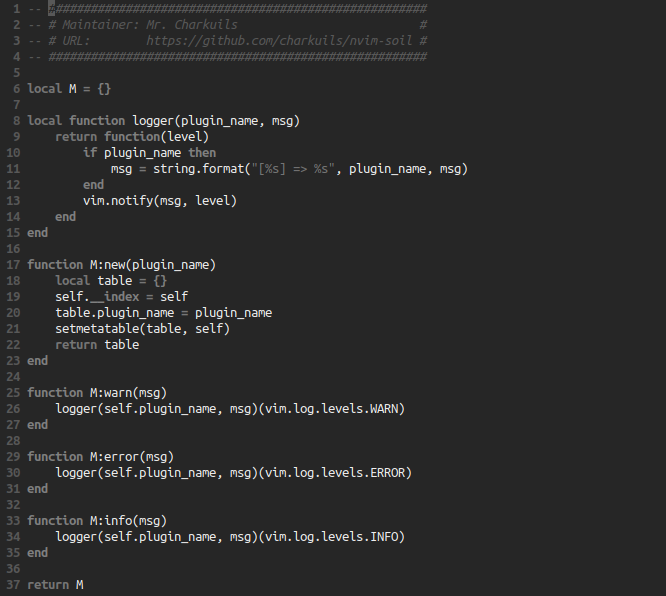 1 -- ######################################################
2 -- # Maintainer: Mr. Charkuils                          #
3 -- # URL:        https://github.com/charkuils/nvim-soil #
4 -- ######################################################
5
6 local M = {}
7
8 local function logger(plugin_name, msg)
9     return function(level)
10         if plugin_name then
11             msg = string.format("[%s] => %s", plugin_name, msg)
12         end
13         vim.notify(msg, level)
14     end
15 end
16
17 function M:new(plugin_name)
18     local table = {}
19     self.__index = self
20     table.plugin_name = plugin_name
21     setmetatable(table, self)
22     return table
23 end
24
25 function M:warn(msg)
26     logger(self.plugin_name, msg)(vim.log.levels.WARN)
27 end
28
29 function M:error(msg)
30     logger(self.plugin_name, msg)(vim.log.levels.ERROR)
31 end
32
33 function M:info(msg)
34     logger(self.plugin_name, msg)(vim.log.levels.INFO)
35 end
36
37 return M